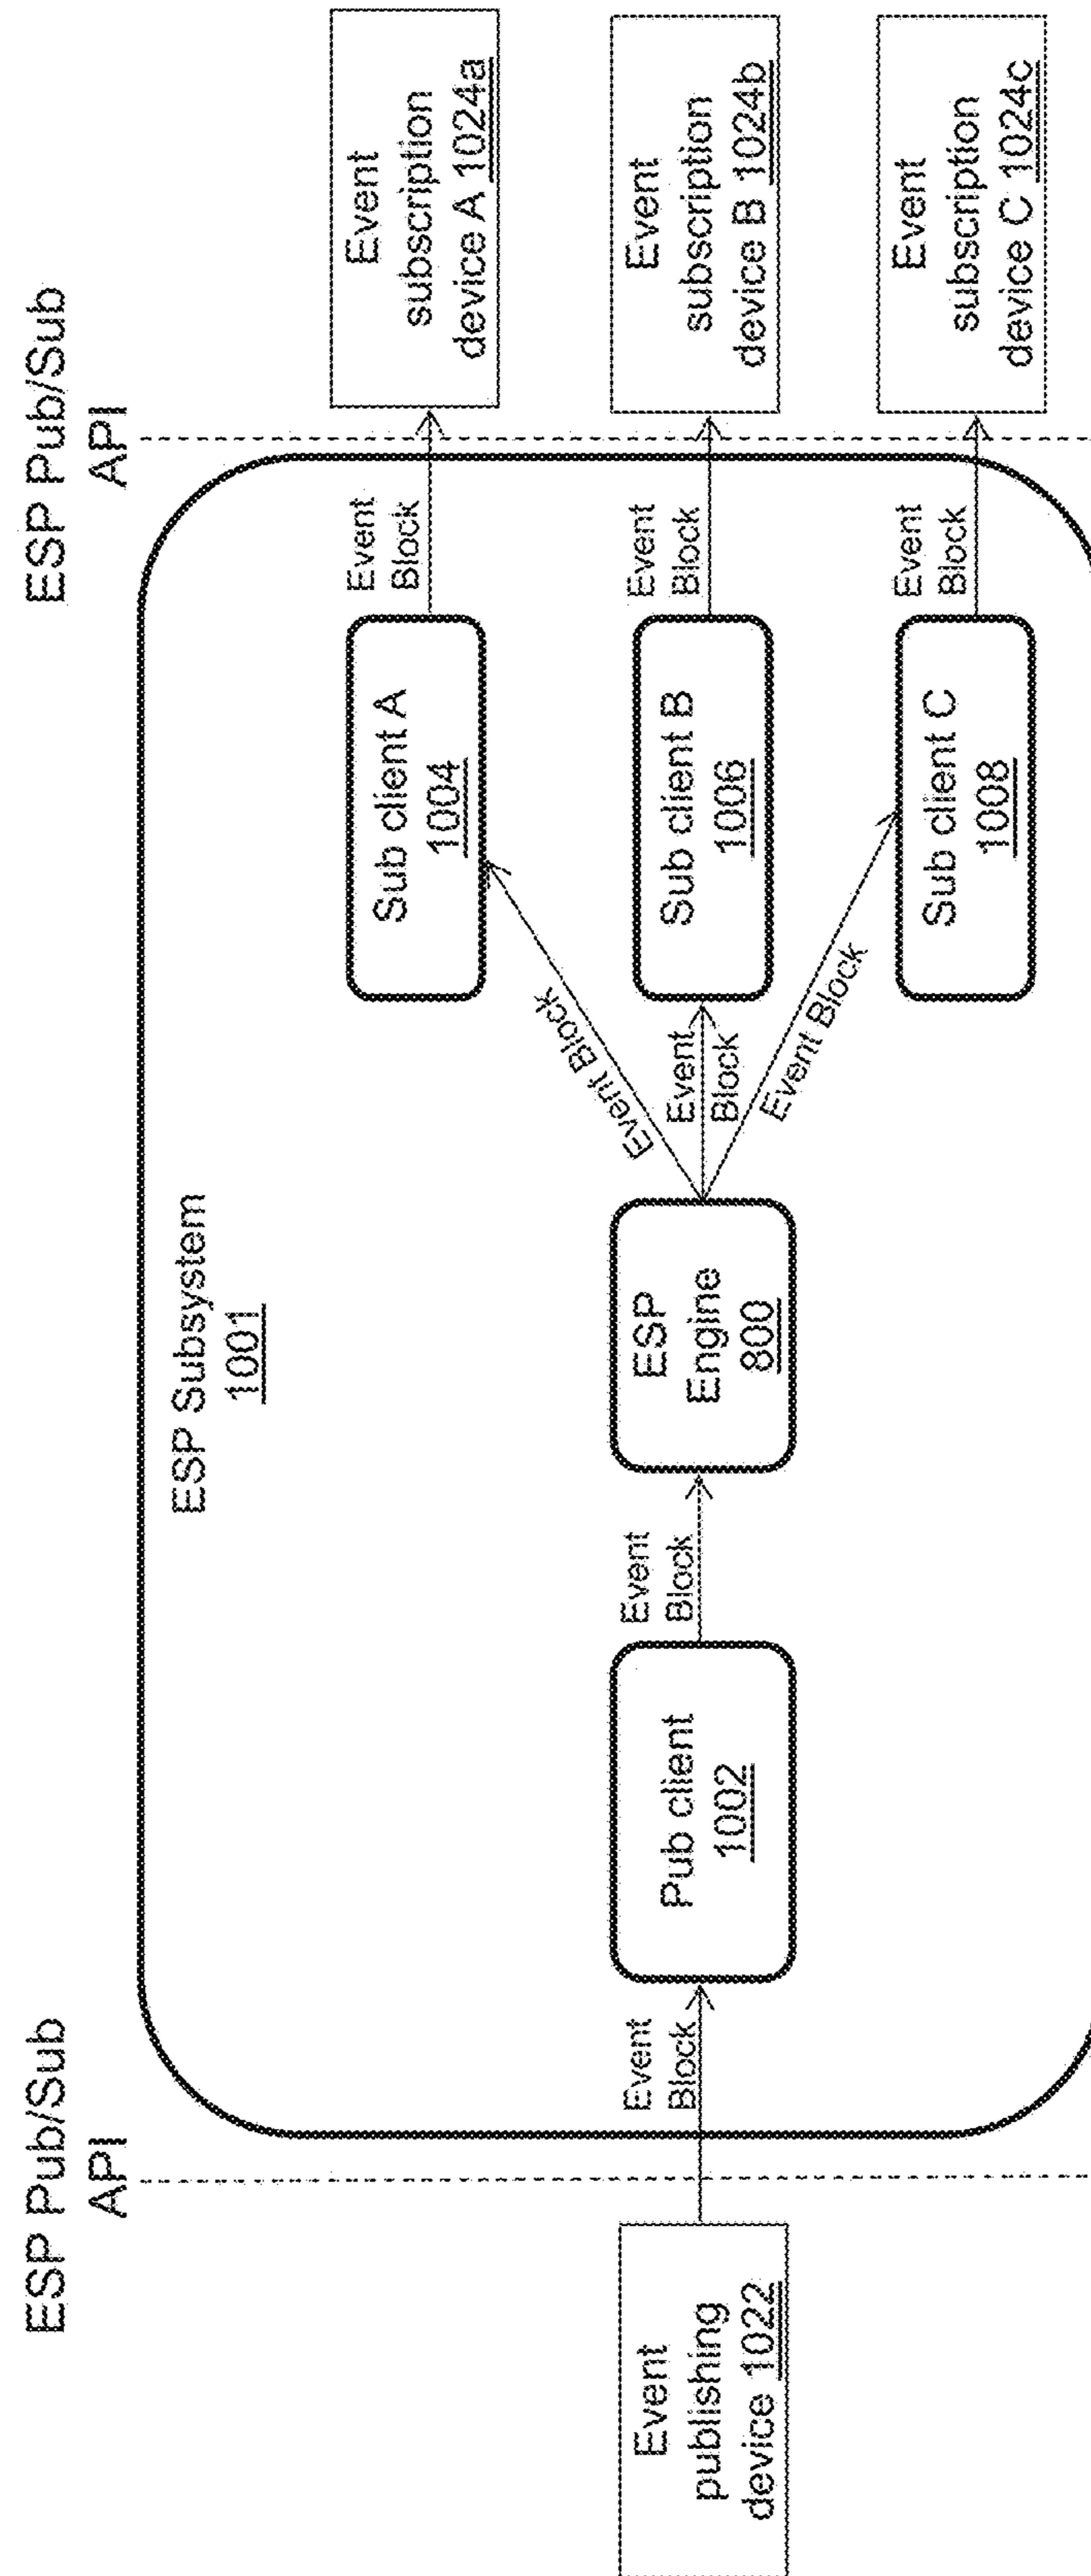 ESP Pub/Sub
API
ESP Pub/Sub
API
ESP Subsystem
1001
Event
publishing
device 1022
Event
Block
Pub client
1002
Event
Block
ESP
Engine
800
Event Block
Event
Block
Event Block
Sub client A
1004
Sub client B
1006
Sub client C
1008
Event
Block
Event
Block
Event
Block
Event
subscription
device A 1024a
Event
subscription
device B 1024b
Event
subscription
device C 1024c